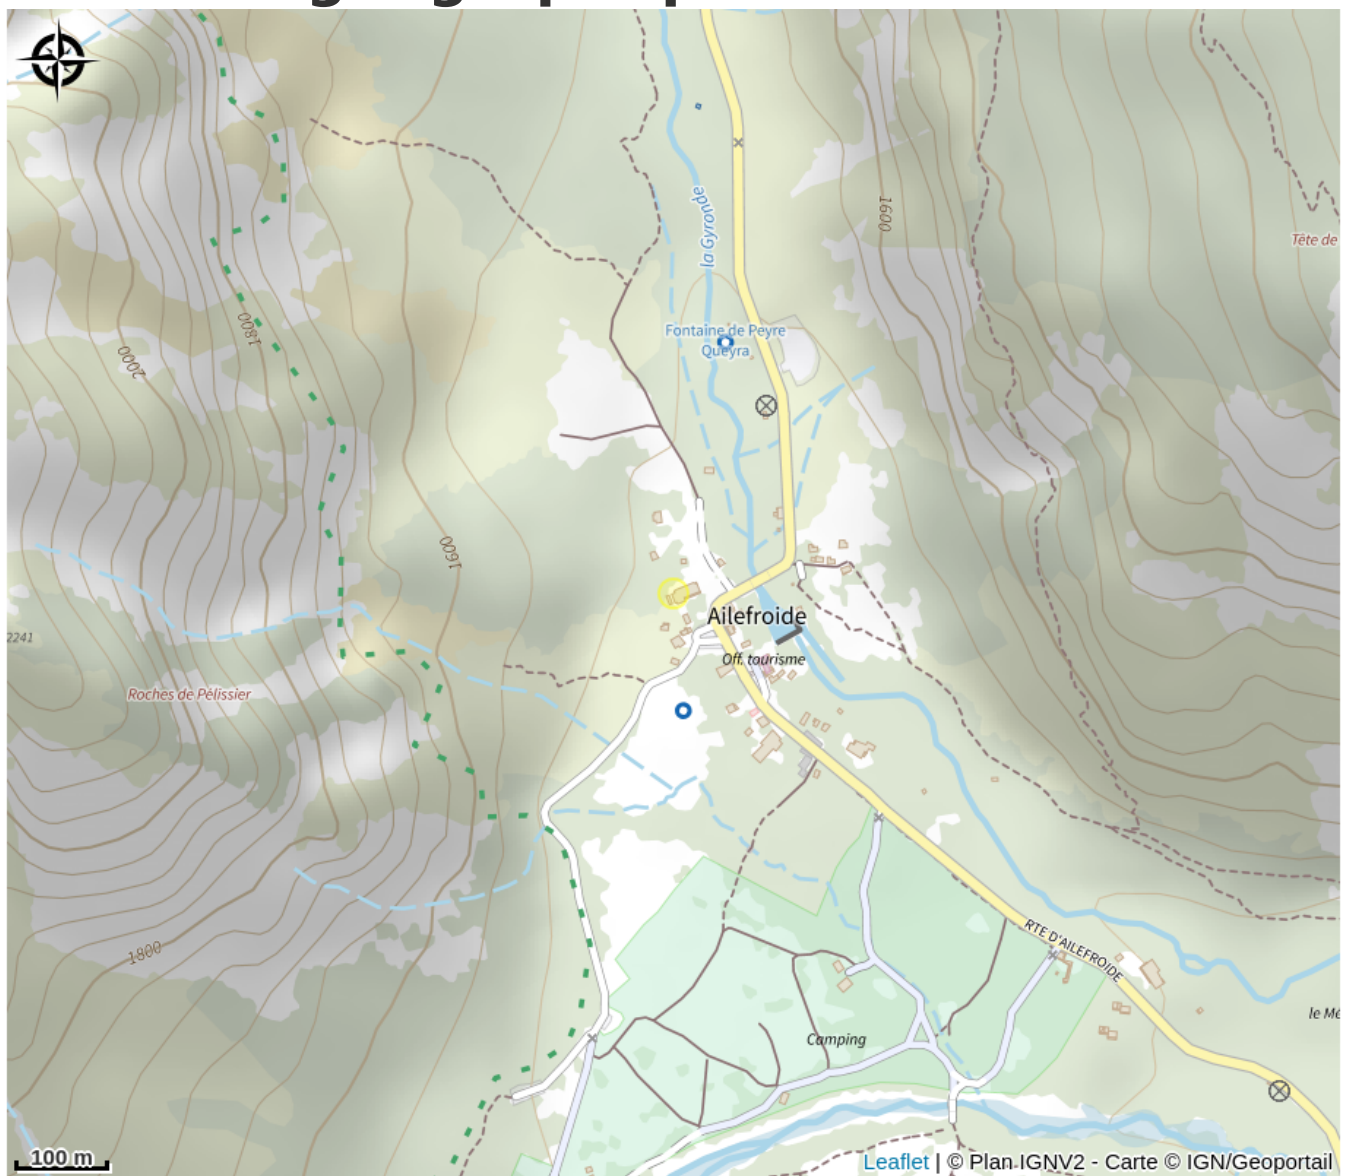 la Gyronde
1600
Tête de
Fontaine de Peyre
Queyra
1800
2000
1600
Ailefroide
2241
Off. tourisme
Roches de Pélissier
1800
RTE D'AILEFROIDE
le Mé
Camping
100 m
Leaflet | © Plan IGNV2 - Carte © IGN/Geoportail